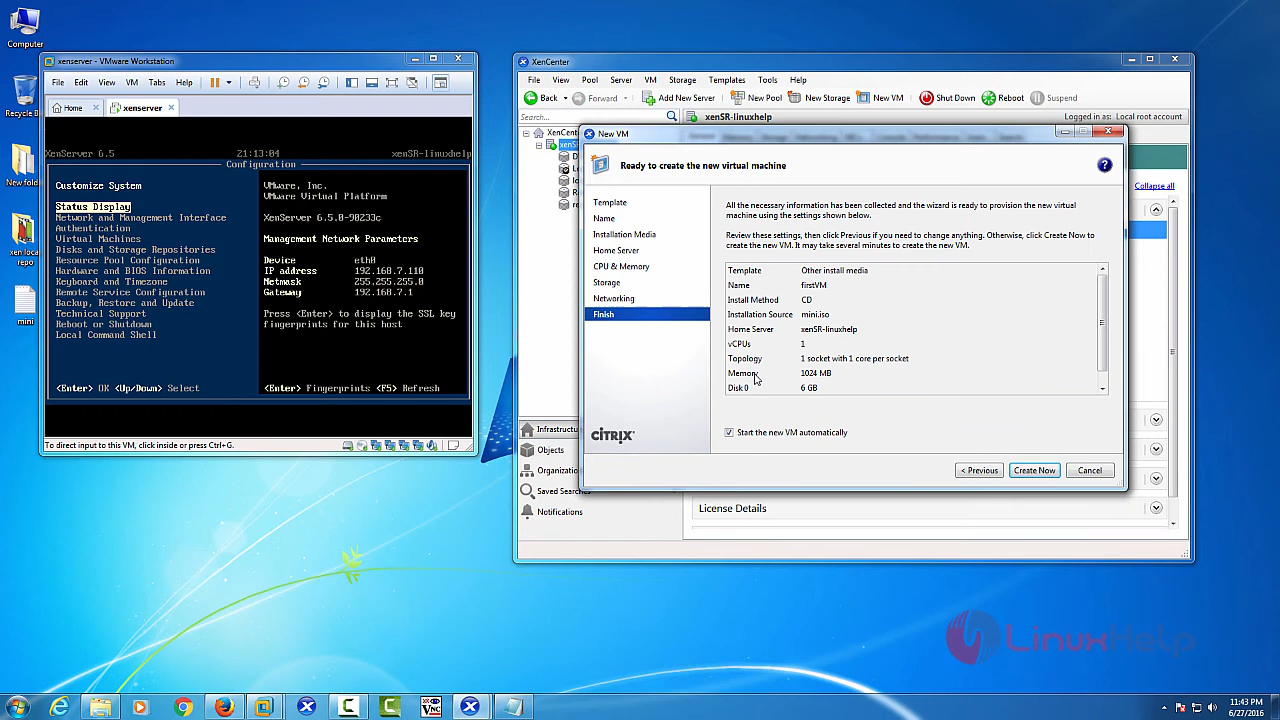 Computer
Recycle B
New fold
xen loca
repo
mini
xenserver - VMware Workstation
File Edit View VM Tabs Help
Home xenserver
XenServer 6.5 21:13:04 xenSR-linuxhelp
Configuration
Customize System
Status Display
Network and Management Interface
Authentication
Virtual Machines
Disks and Storage Repositories
Resource Pool Configuration
Hardware and BIOS Information
Keyboard and Timezone
Remote Service Configuration
Backup, Restore and Update
Technical Support
Reboot or Shutdown
Local Command Shell
<Enter> OK <Up/Down> Select
VMware, Inc.
VMware Virtual Platform
XenServer 6.5.0-90233c
Management Network Parameters
Device eth0
IP address 192.168.7.110
Netmask 255.255.255.0
Gateway 192.168.7.1
Press <Enter> to display the SSL key
fingerprints for this host
<Enter> Fingerprints <F5> Refresh
To direct input to this VM, click inside or press Ctrl+G.
XenCenter
File View Pool Server VM Storage Templates Tools Help
Back Forward Add New Server New Pool New Storage New VM Shut Down Reboot Suspend
Search...
xenSR-linuxhelp
Logged in as: Local root account
XenCent
xenS
Collapse all
Infrastructu
Objects
Organizatio
Saved Searches
Notifications
License Details
New VM
Ready to create the new virtual machine
Template
Name
Installation Media
Home Server
CPU & Memory
Storage
Networking
Finish
CITRIX
All the necessary information has been collected and the wizard is ready to provision the new virtual
machine using the settings shown below.
Review these settings, then click Previous if you need to change anything. Otherwise, click Create Now to
create the new VM. It may take several minutes to create the new VM.
Template Other install media
Name firstVM
Install Method CD
Installation Source mini.iso
Home Server xenSR-linuxhelp
vCPUs 1
Topology 1 socket with 1 core per socket
Memory 1024 MB
Disk 0 6 GB
Start the new VM automatically
< Previous Create Now Cancel
LinuxHelp
11:43 PM
6/27/2016